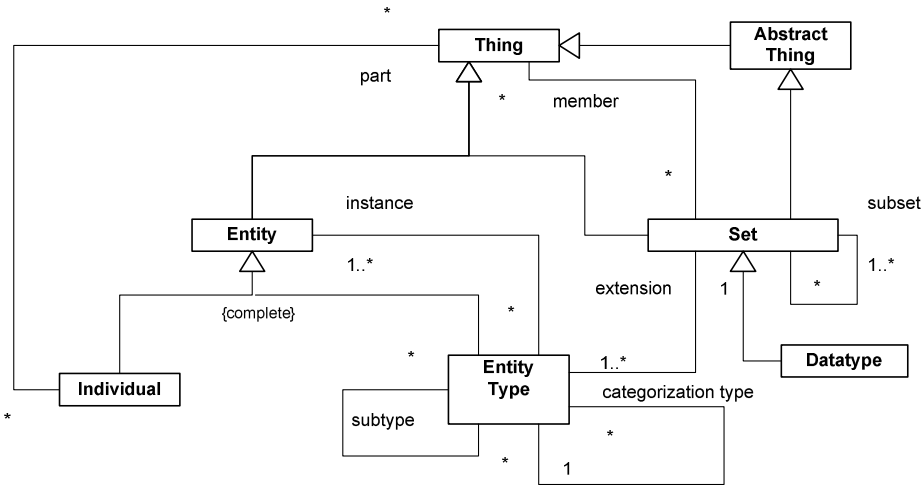 *
Thing
Abstract
Thing
part
*
member
*
instance
subset
Entity
Set
1..*
1..*
extension
1
*
{complete}
*
*
Entity
Type
1..*
Datatype
Individual
categorization type
*
subtype
*
*
1